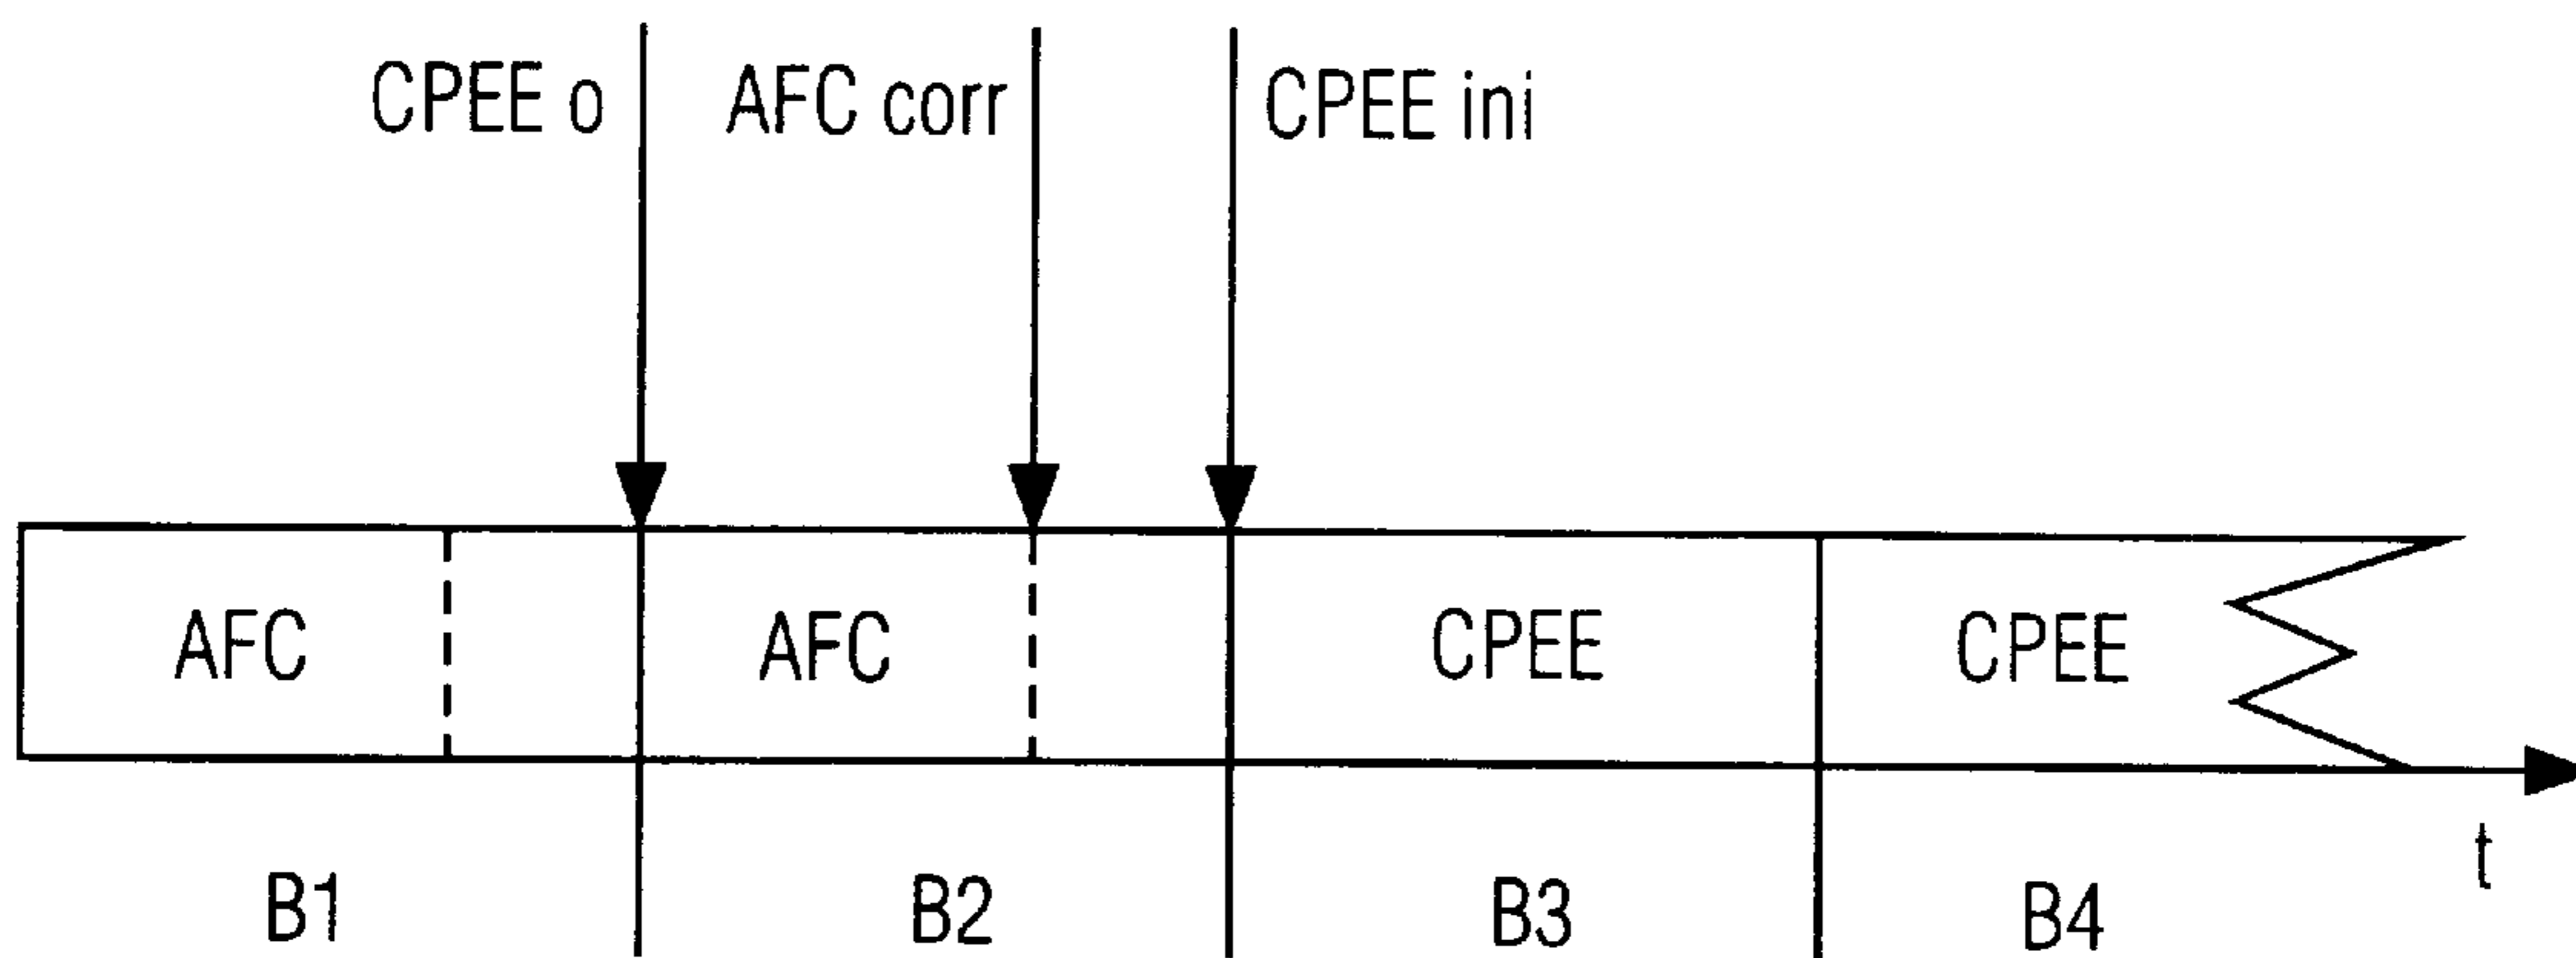 CPEE o
AFC corr
CPEE ini
AFC
AFC
CPEE
CPEE
t
B1
B2
B3
B4